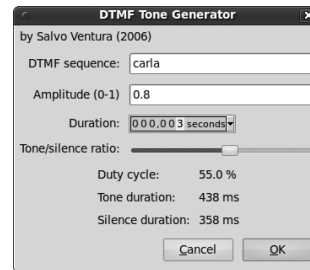 DTMF Tone Generator
by Salvo Ventura (2006)
DTMF sequence: carla
Amplitude (0-1) 0.8
Duration: 000,003 seconds
Tone/silence ratio:
Duty cycle: 55.0 %
Tone duration: 438 ms
Silence duration: 358 ms
Cancel OK